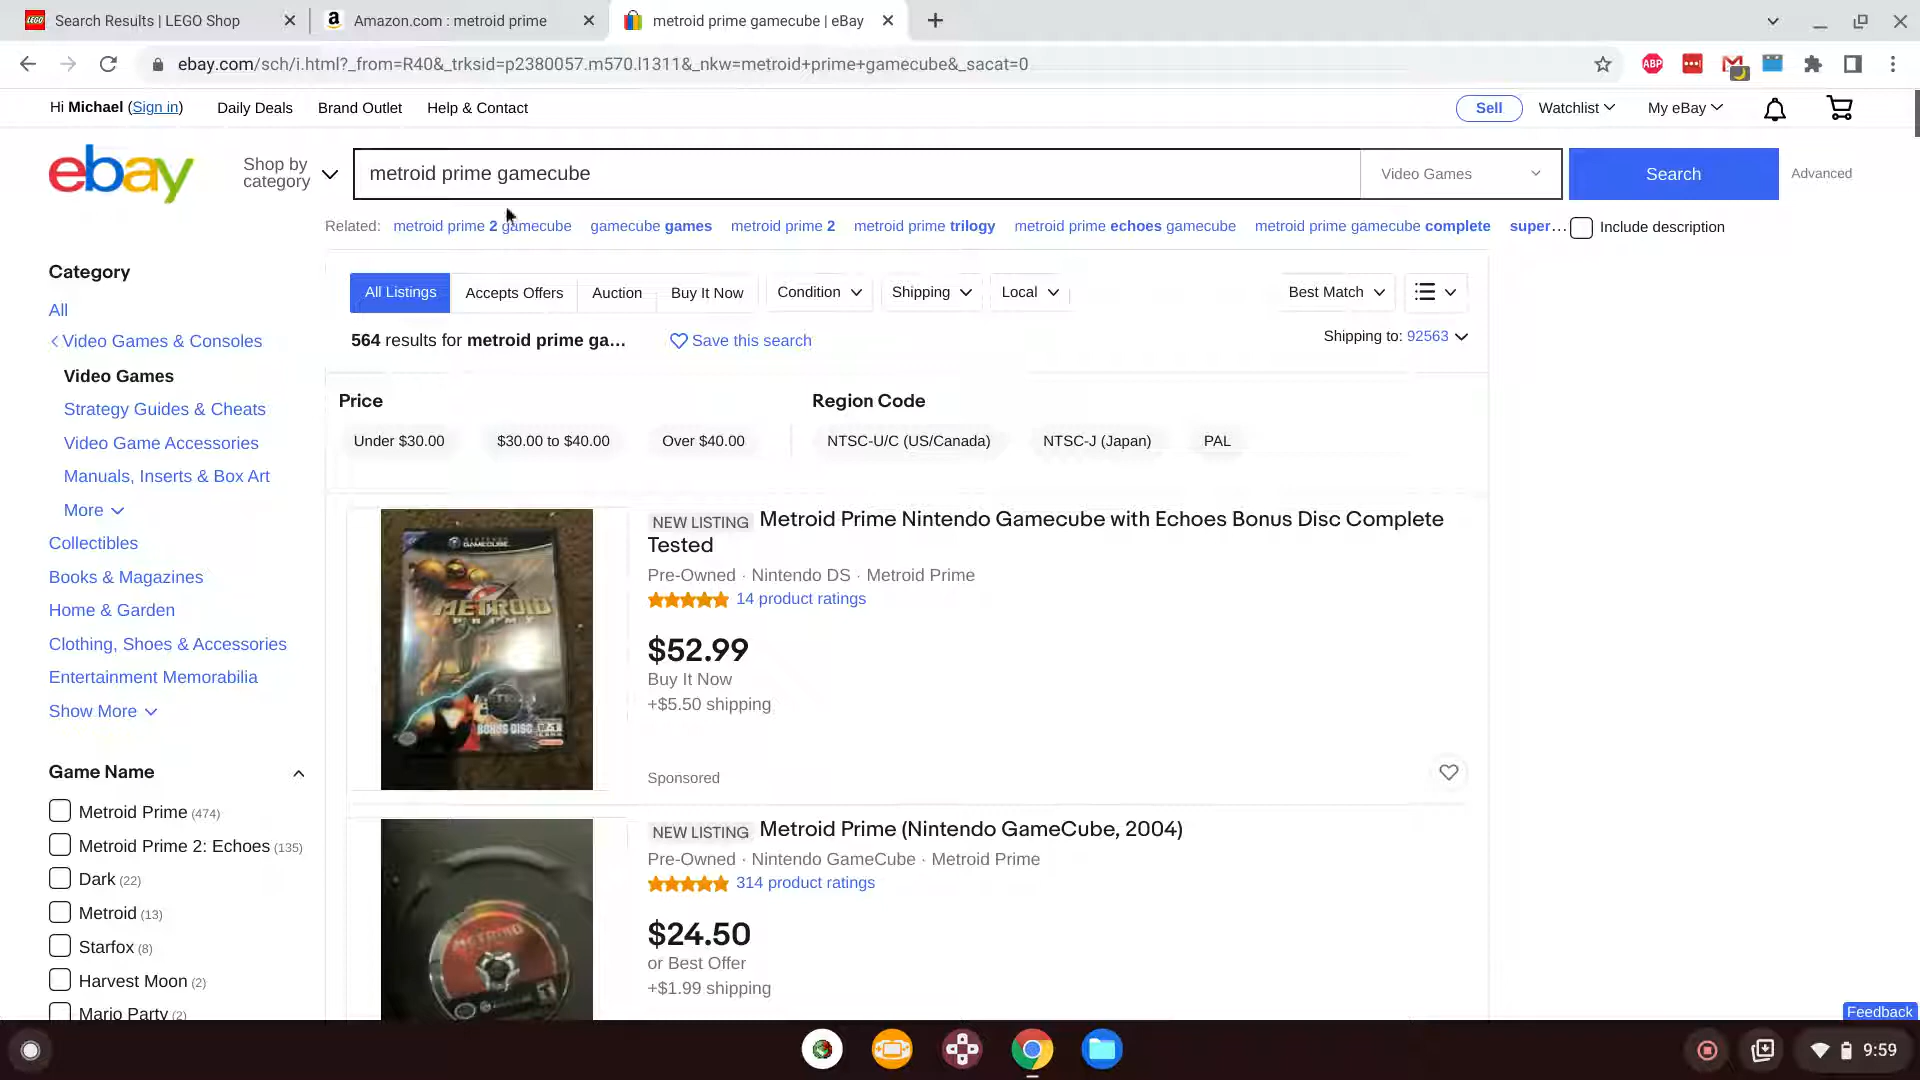 Search Results | LEGO Shop
Amazon.com : metroid prime
metroid prime gamecube | eBay
ebay.com/sch/i.html?_from=R40&_trksid=p2380057.m570.l1311&_nkw=metroid+prime+gamecube&_sacat=0
ABP
Hi Michael (Sign in)
Daily Deals
Brand Outlet
Help & Contact
Sell
Watchlist
My eBay
ebay
Shop by category
metroid prime gamecube
Video Games
Search
Advanced
Related:
metroid prime 2 gamecube
gamecube games
metroid prime 2
metroid prime trilogy
metroid prime echoes gamecube
metroid prime gamecube complete
super...
Include description
Category
All
Video Games & Consoles
Video Games
Strategy Guides & Cheats
Video Game Accessories
Manuals, Inserts & Box Art
More
Collectibles
Books & Magazines
Home & Garden
Clothing, Shoes & Accessories
Entertainment Memorabilia
Show More
Game Name
Metroid Prime (474)
Metroid Prime 2: Echoes (135)
Dark (22)
Metroid (13)
Starfox (8)
Harvest Moon (2)
Mario Party (2)
All Listings
Accepts Offers
Auction
Buy It Now
Condition
Shipping
Local
Best Match
564 results for metroid prime ga...
Save this search
Shipping to: 92563
Price
Under $30.00
$30.00 to $40.00
Over $40.00
Region Code
NTSC-U/C (US/Canada)
NTSC-J (Japan)
PAL
GAMECUBE
METROID
PRIME
BONUS DISC
NEW LISTING Metroid Prime Nintendo Gamecube with Echoes Bonus Disc Complete
Tested
Pre-Owned · Nintendo DS · Metroid Prime
14 product ratings
$52.99
Buy It Now
+$5.50 shipping
Sponsored
METROID
NEW LISTING Metroid Prime (Nintendo GameCube, 2004)
Pre-Owned · Nintendo GameCube · Metroid Prime
314 product ratings
$24.50
or Best Offer
+$1.99 shipping
Feedback
9:59